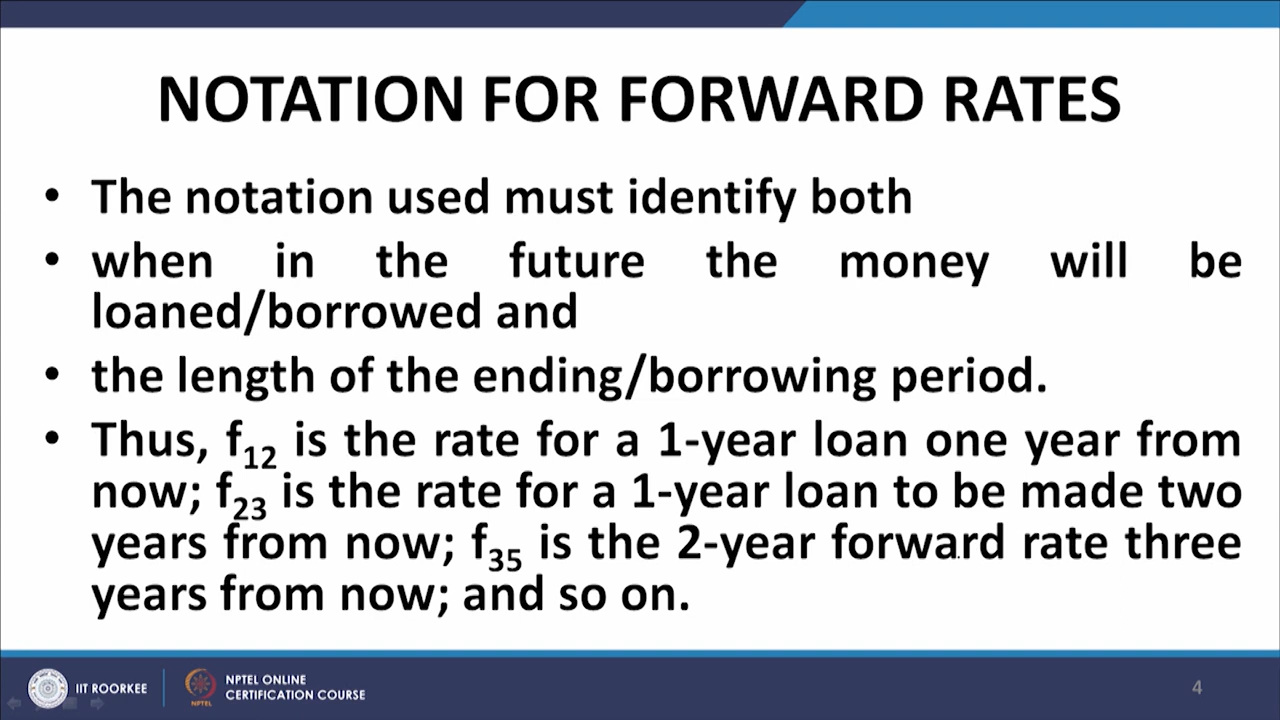 NOTATION FOR FORWARD RATES
• The notation used must identify both
• when in the future the money will be
loaned/borrowed and
• the length of the ending/borrowing period.
• Thus, f12 is the rate for a 1-year loan one year from
now; f23 is the rate for a 1-year loan to be made two
years from now; f35 is the 2-year forward rate three
years from now; and so on.
IIT ROORKEE
NPTEL
NPTEL ONLINE
CERTIFICATION COURSE
4